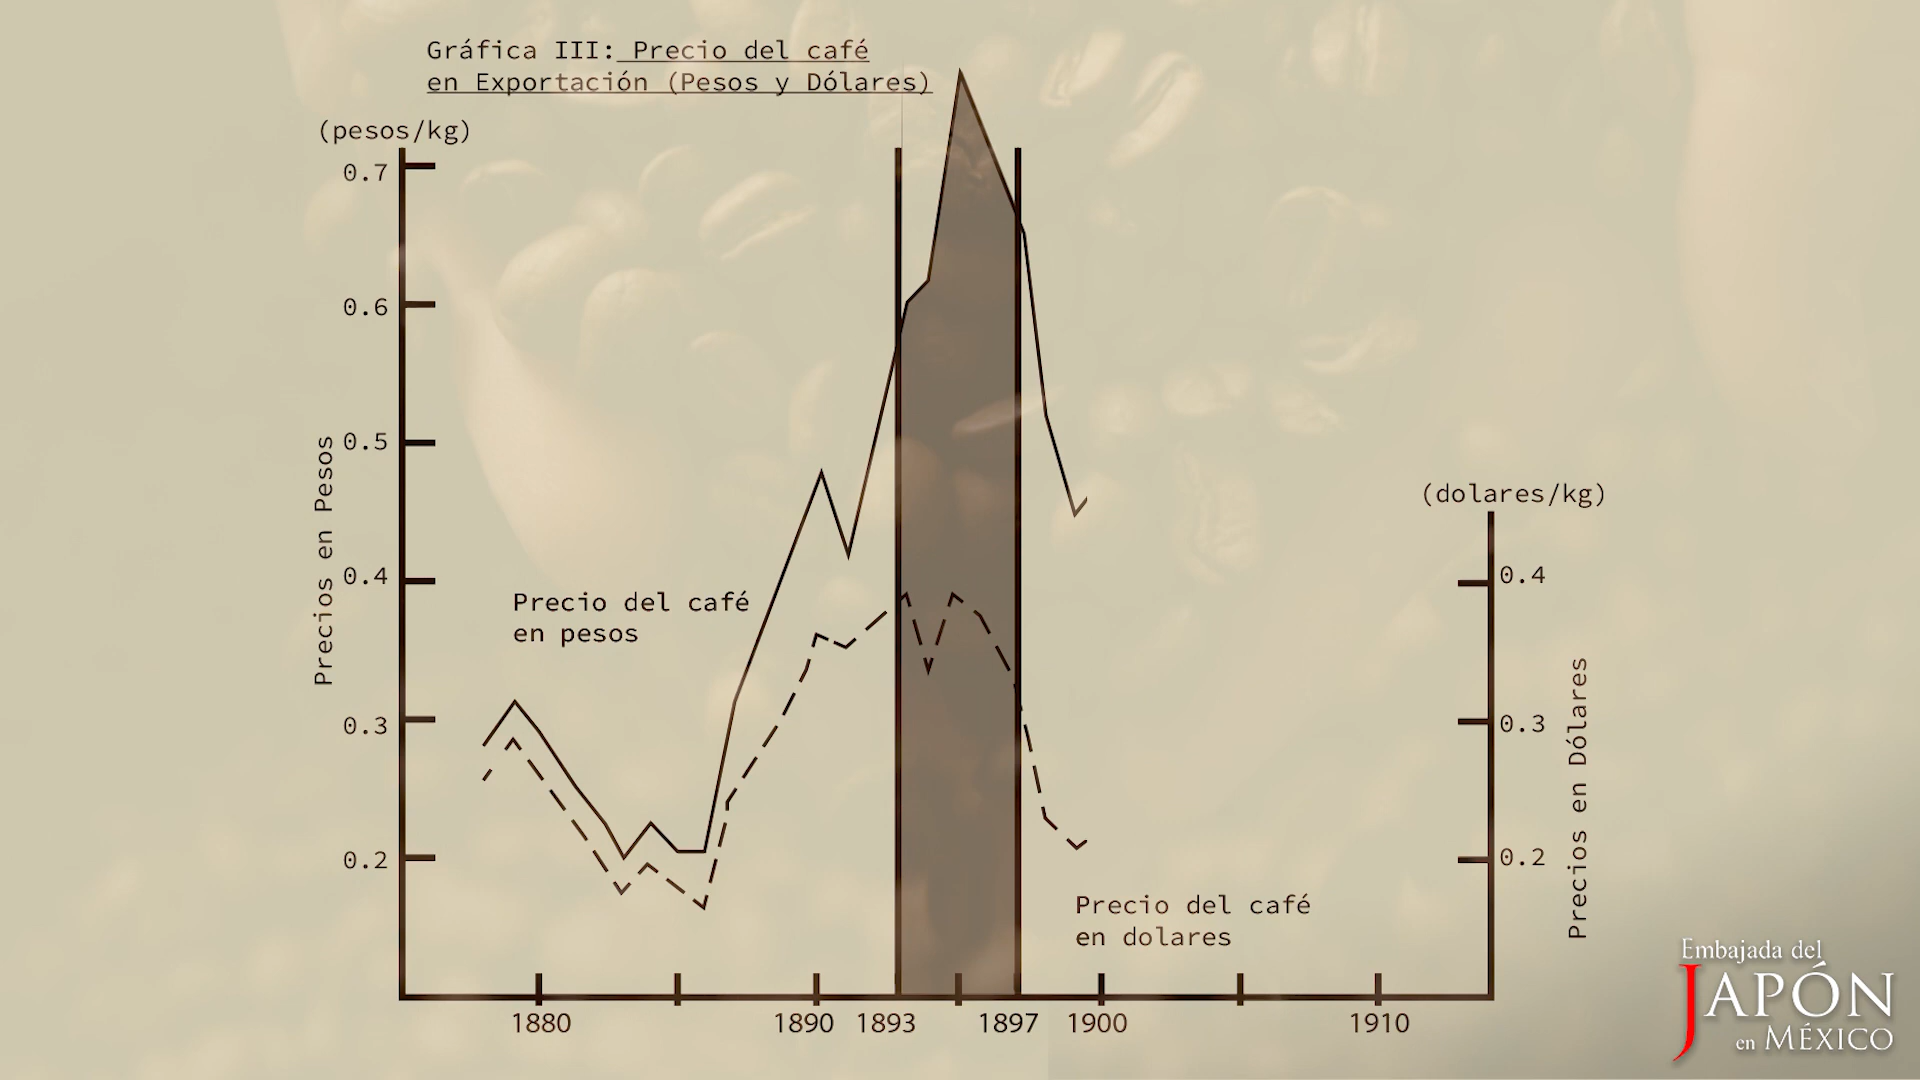 Gráfica III: Precio del café
en Exportación (Pesos y Dólares)
(pesos/kg)
0.7
0.6
0.5
0.4
0.3
0.2
Precios en Pesos
Precio del café
en pesos
(dolares/kg)
0.4
0.3
0.2
Precios en Dólares
Precio del café
en dolares
1880
1890
1893
1897
1900
1910
Embajada del
JAPÓN
en MÉXICO